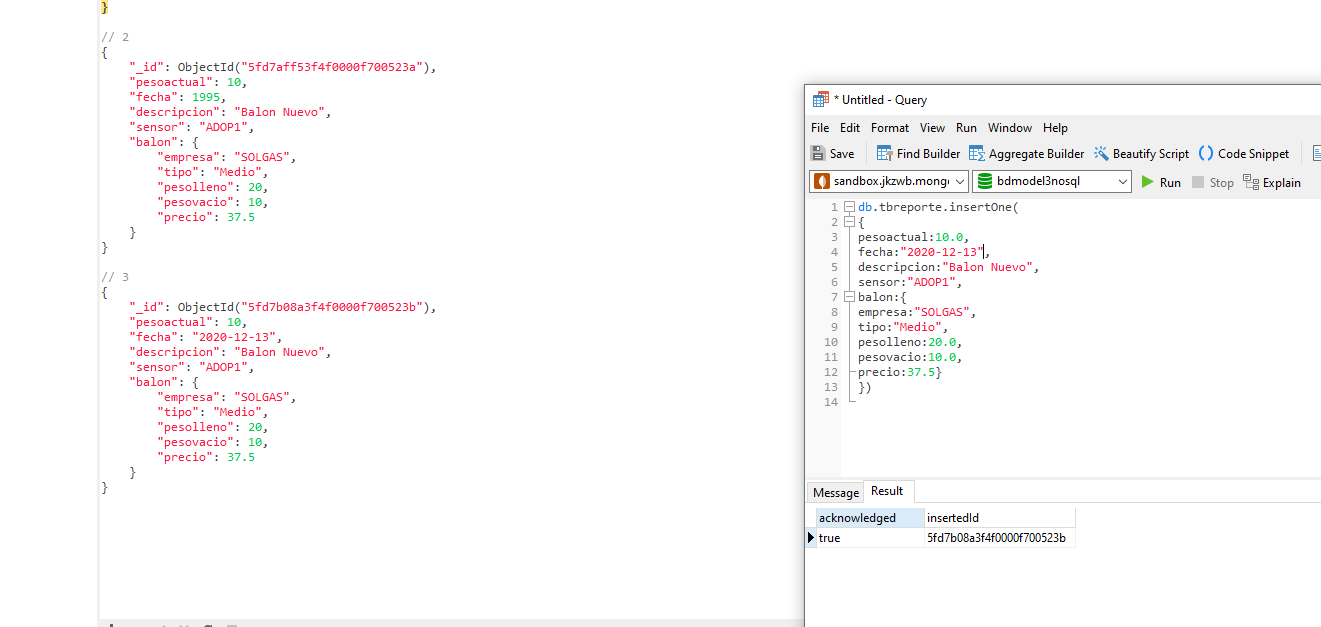 }
// 2
{
"_id": ObjectId("5fd7aff53f4f0000f700523a"),
"pesoactual": 10,
"fecha": 1995,
"descripcion": "Balon Nuevo",
"sensor": "ADOP1",
"balon": {
"empresa": "SOLGAS",
"tipo": "Medio",
"pesolleno": 20,
"pesovacio": 10,
"precio": 37.5
}
}
// 3
{
"_id": ObjectId("5fd7b08a3f4f0000f700523b"),
"pesoactual": 10,
"fecha": "2020-12-13",
"descripcion": "Balon Nuevo",
"sensor": "ADOP1",
"balon": {
"empresa": "SOLGAS",
"tipo": "Medio",
"pesolleno": 20,
"pesovacio": 10,
"precio": 37.5
}
}
* Untitled - Query
File Edit Format View Run Window Help
Save Find Builder Aggregate Builder Beautify Script Code Snippet
sandbox.jkzwb.mong bdmodel3nosql Run Stop Explain
1 db.tbreporte.insertOne(
2 {
3 pesoactual:10.0,
4 fecha:"2020-12-13",
5 descripcion:"Balon Nuevo",
6 sensor:"ADOP1",
7 balon:{
8 empresa:"SOLGAS",
9 tipo:"Medio",
10 pesolleno:20.0,
11 pesovacio:10.0,
12 precio:37.5}
13 })
14
Message Result
acknowledged insertedId
true 5fd7b08a3f4f0000f700523b